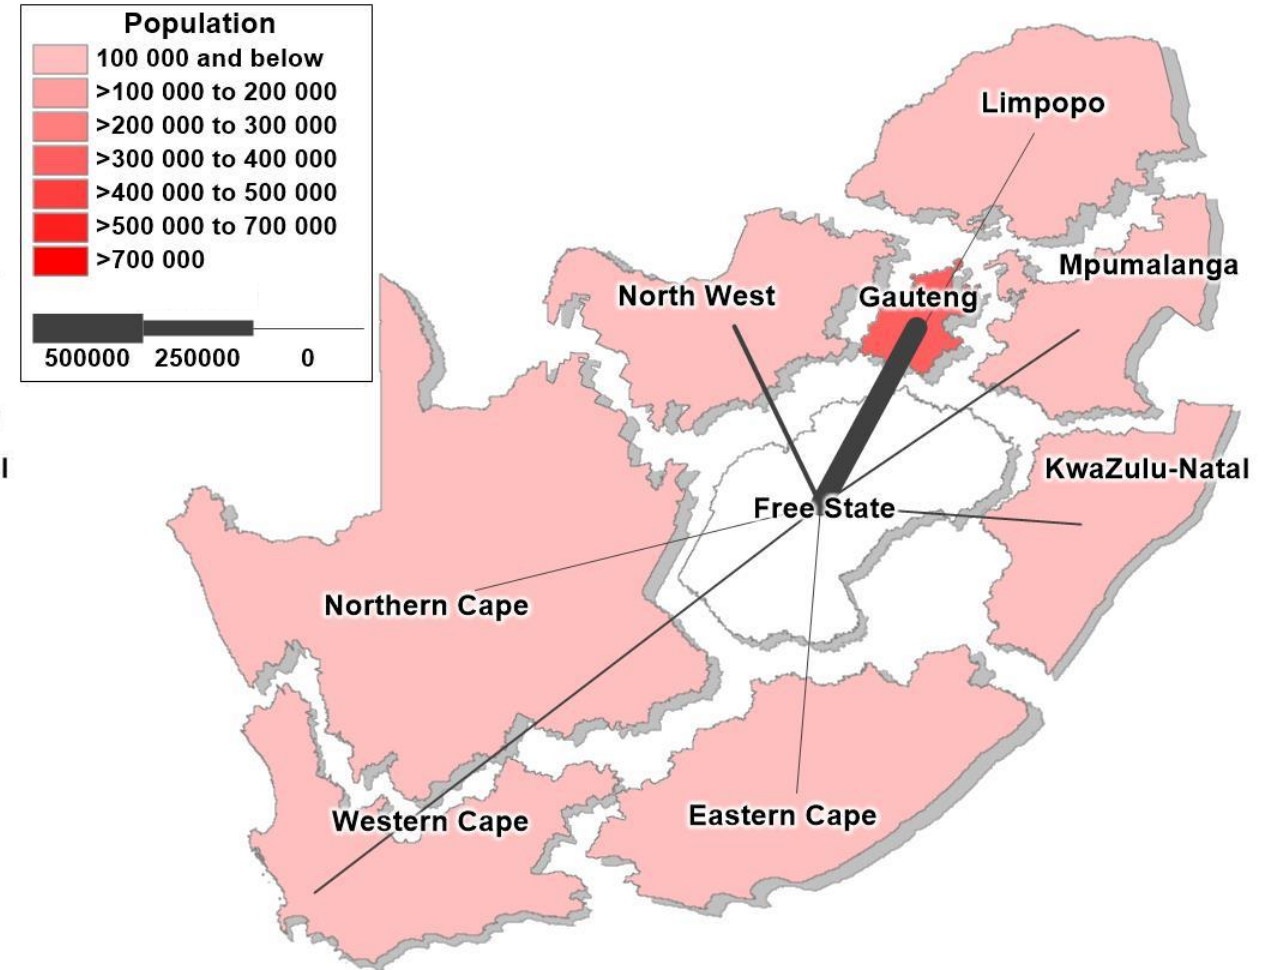 Population
100 000 and below
>100 000 to 200 000
>200 000 to 300 000
>300 000 to 400 000
>400 000 to 500 000
>500 000 to 700 000
>700 000
500000 250000 0
Limpopo
Mpumalanga
North West
Gauteng
l
KwaZulu-Natal
Free State
Northern Cape
Western Cape
Eastern Cape